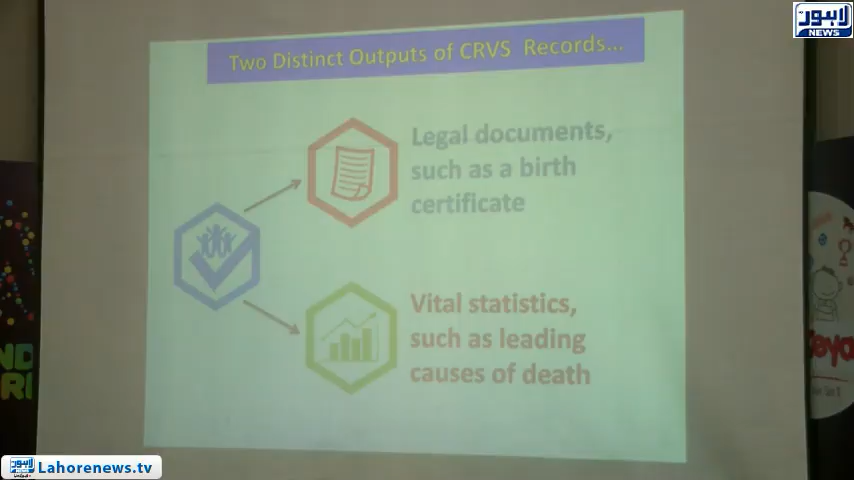 لاہور
NEWS
Two Distinct Outputs of CRVS Records...
Legal documents,
such as a birth
certificate
Vital statistics,
such as leading
causes of death
Lahorenews.tv